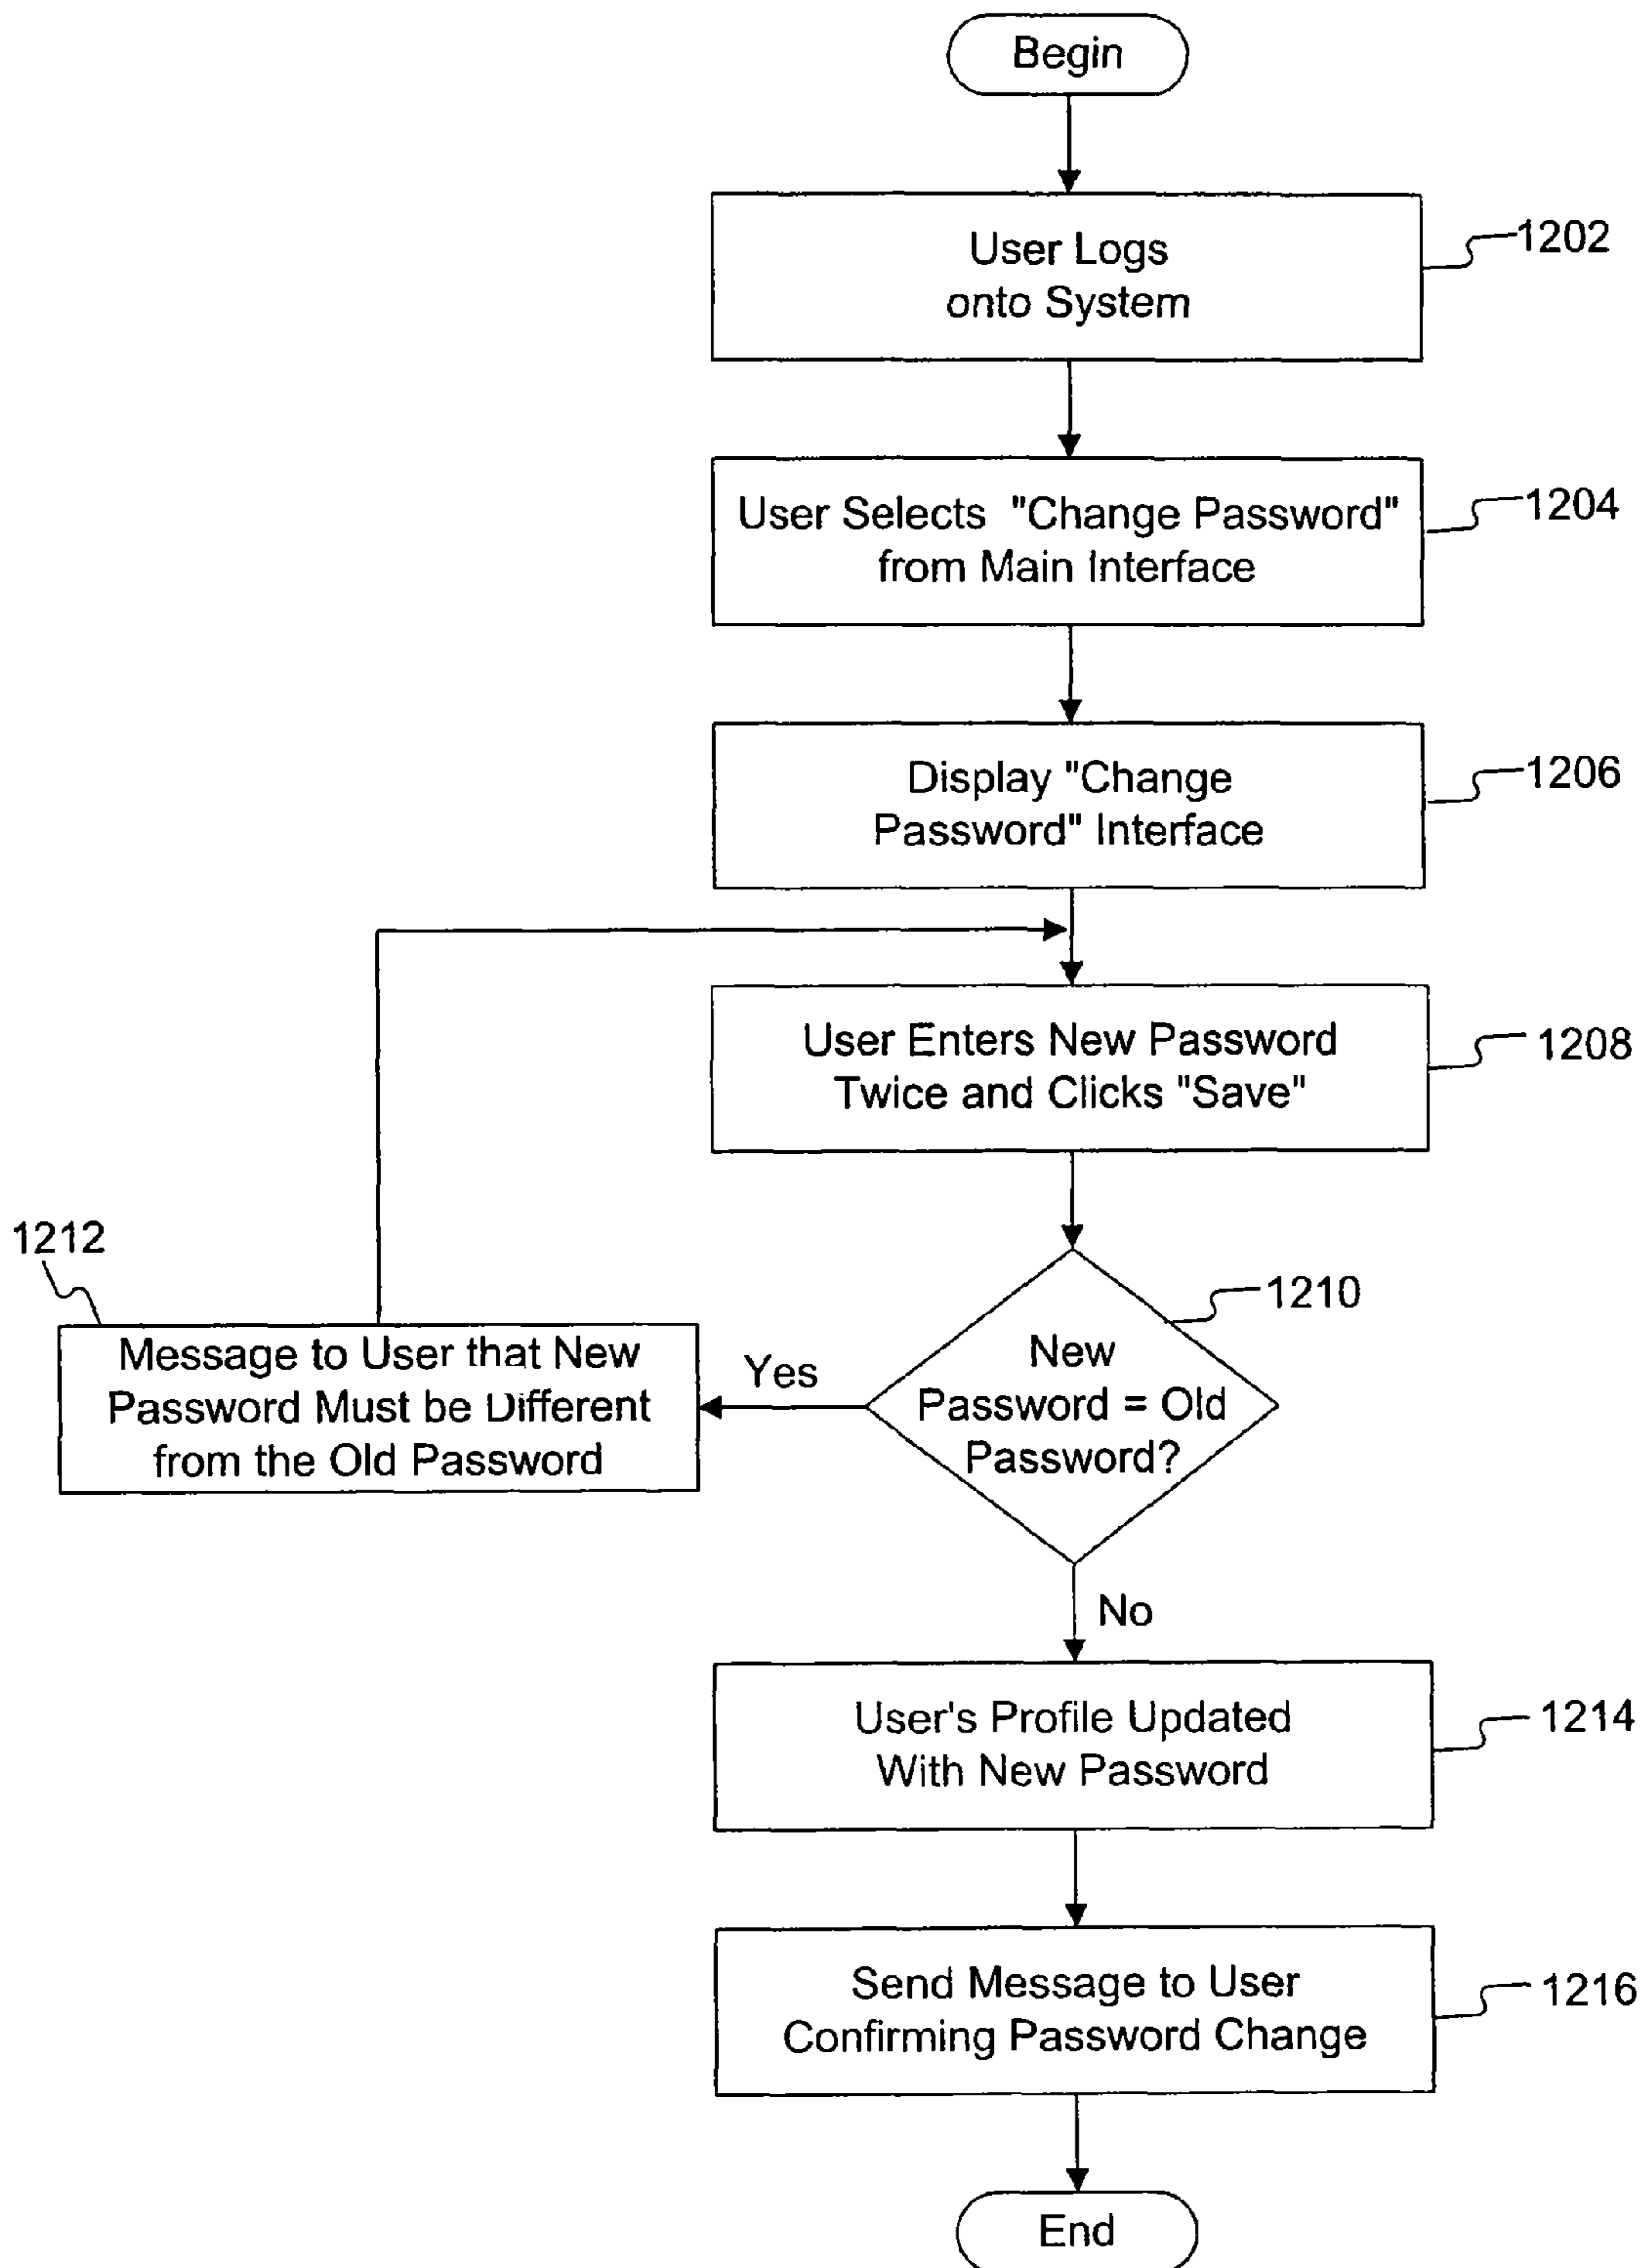 Begin
User Logs
onto System
1202
User Selects "Change Password"
from Main Interface
1204
Display "Change
Password" Interface
1206
User Enters New Password
Twice and Clicks "Save"
1208
1212
Message to User that New
Password Must be Different
from the Old Password
Yes
New
Password = Old
Password?
1210
No
User's Profile Updated
With New Password
1214
Send Message to User
Confirming Password Change
1216
End